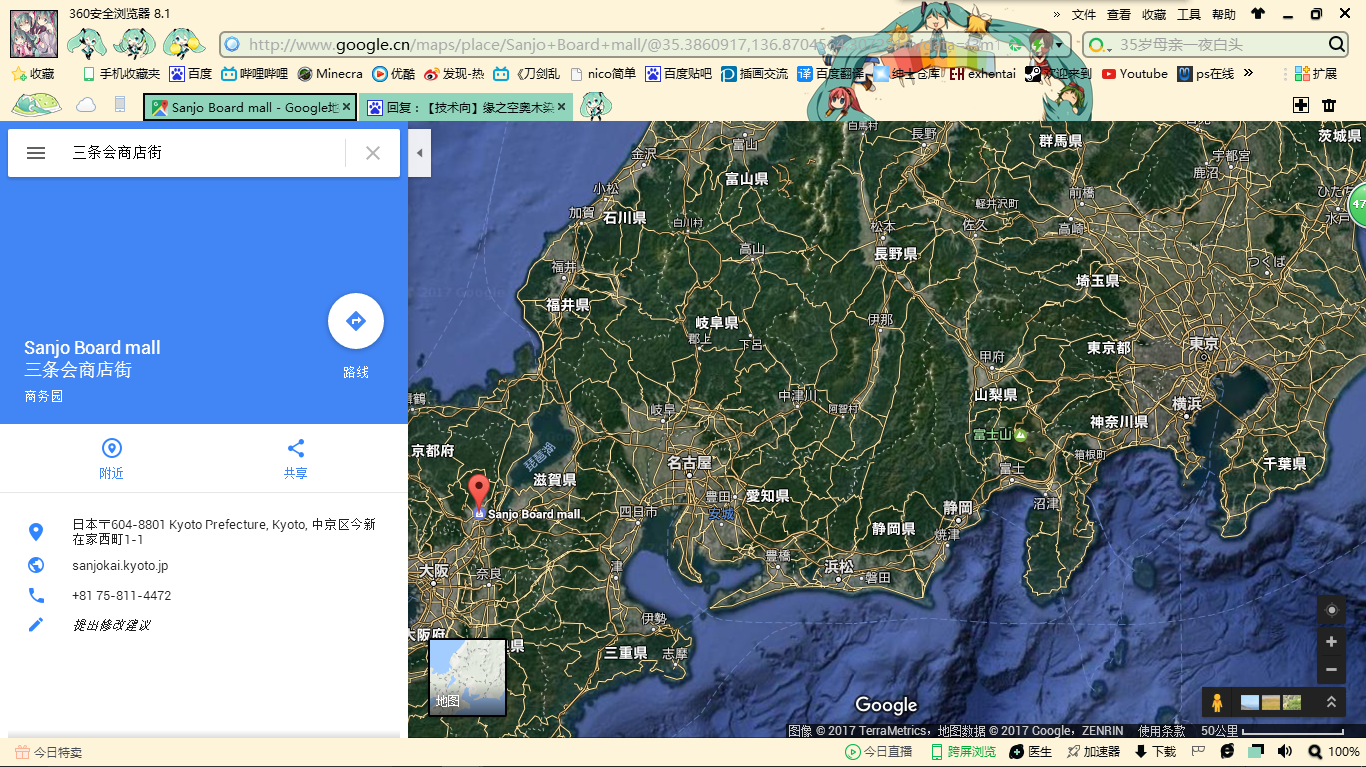 360安全浏览器 8.1
» 文件 查看 收藏 工具 帮助
http://www.google.cn/maps/place/Sanjo+Board+mall/@35.3860917,136.8704
35岁母亲一夜白头
收藏 手机收藏夹 百度 哔哩哔哩 Minecra 优酷 发现-热 《刀剑乱 nico简单 百度贴吧 插画交流 百度翻译 绅士仓库 exhentai 欢迎来到 Youtube ps在线 » 扩展
Sanjo Board mall - Google地 回复：【技术向】缘之空奥木染
三条会商店街
Sanjo Board mall
三条会商店街
商务园
路线
附近 共享
日本〒604-8801 Kyoto Prefecture, Kyoto, 中京区今新
在家西町1-1
sanjokai.kyoto.jp
+81 75-811-4472
提出修改建议
白馬村 長野 群馬県 茨城県
富山 金沢 宇都宮
富山県 鹿沼
小松 前橋 ひたち
加賀 石川県 白川村 軽井沢町 水戸 47
松本 佐久 高崎
高山 長野県
福井 つくば
埼玉県
福井県
岐阜県 伊那
郡上 下呂 東京都 東京
甲府
中津川 山梨県
岐阜 阿智村 横浜
神奈川県
富士山
京都府 琵琶湖 名古屋 箱根町
千葉県
滋賀県 富士
豊田 愛知県 沼津
Sanjo Board mall 四日市 安城 静岡
静岡県 焼津
豊橋
大阪 奈良 津 浜松 磐田
伊勢
大阪府
三重県 志摩
地图
Google
图像 © 2017 TerraMetrics，地图数据 © 2017 Google，ZENRIN 使用条款 50公里
今日特卖 今日直播 跨屏浏览 医生 加速器 下载 100%